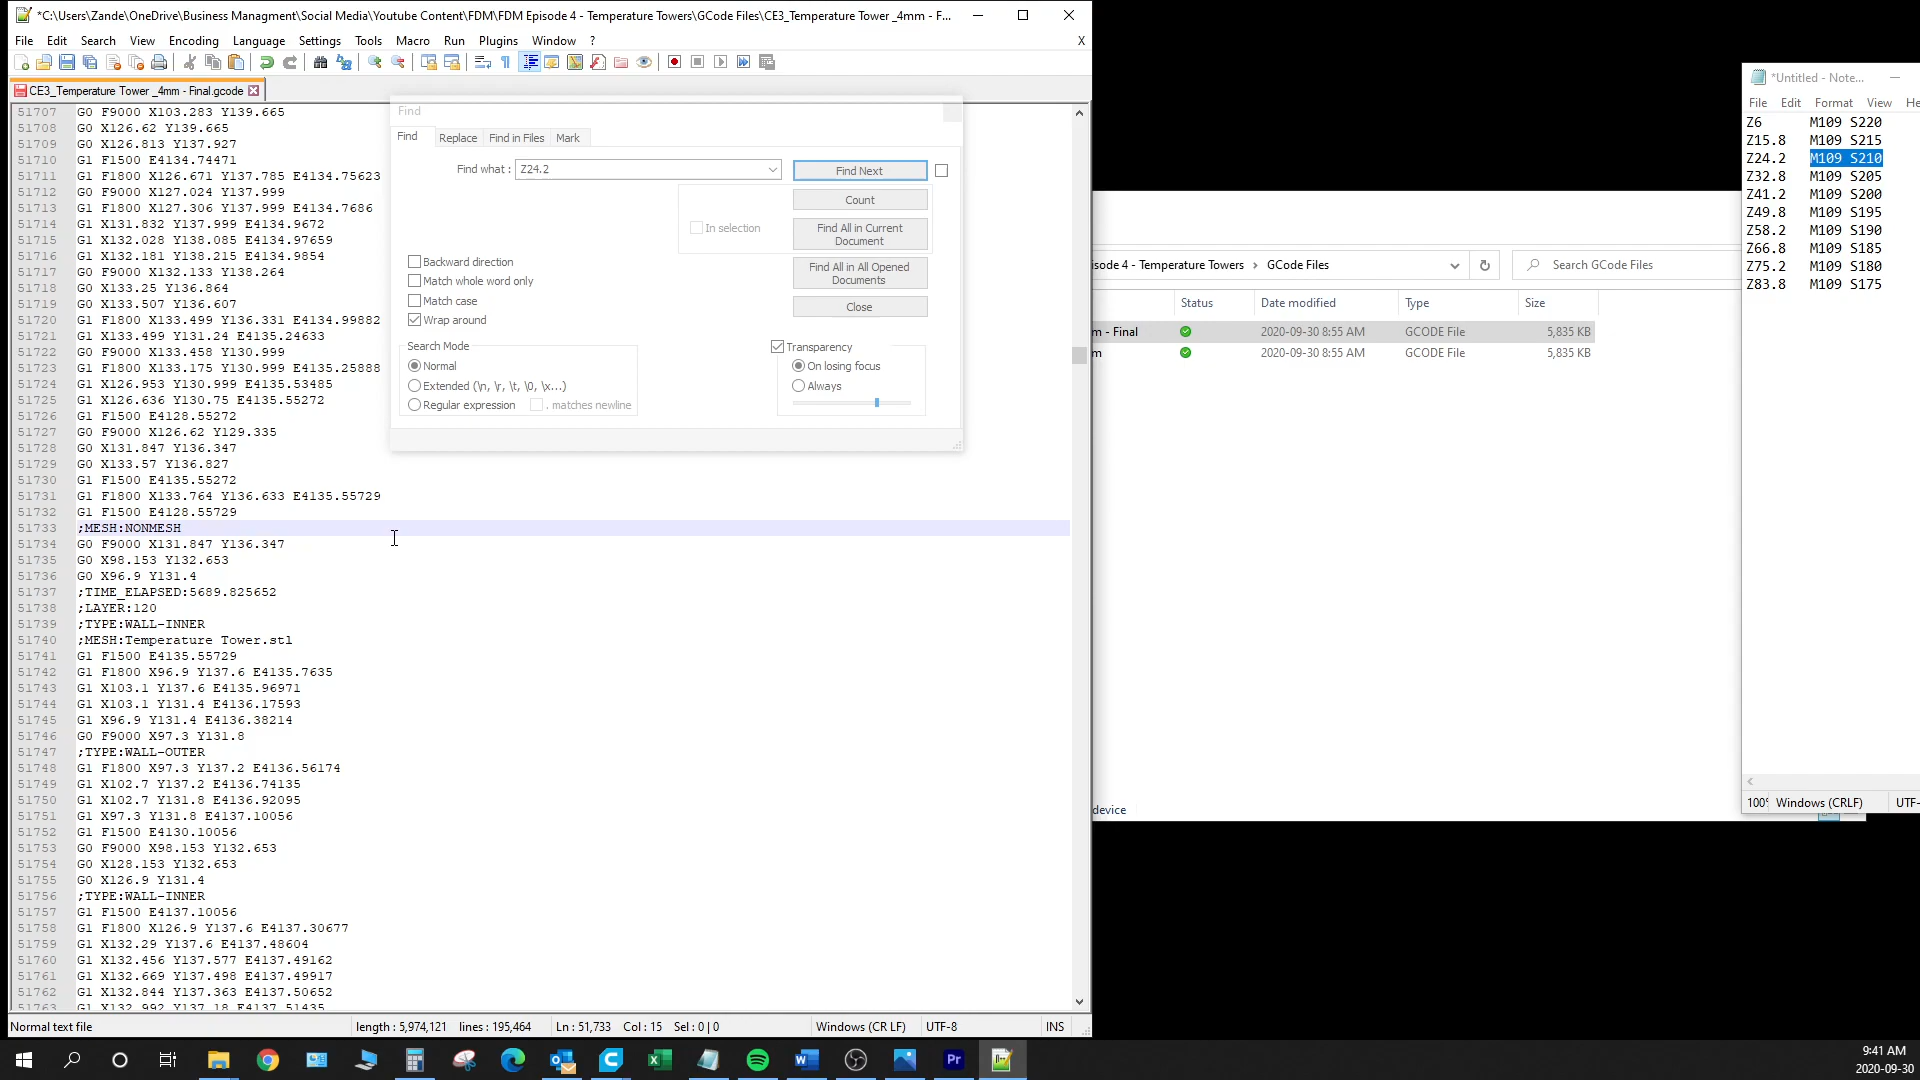 *C:\Users\Zande\OneDrive\Business Managment\Social Media\Youtube Content\FDM\FDM Episode 4 - Temperature Towers\GCode Files\CE3_Temperature Tower _4mm - F...
File Edit Search View Encoding Language Settings Tools Macro Run Plugins Window ? X
CE3_Temperature Tower _4mm - Final.gcode
51707 G0 F9000 X103.283 Y139.665
51708 G0 X126.62 Y139.665
51709 G0 X126.813 Y137.927
51710 G1 F1500 E4134.74471
51711 G1 F1800 X126.671 Y137.785 E4134.75623
51712 G0 F9000 X127.024 Y137.999
51713 G1 F1800 X127.306 Y137.999 E4134.7686
51714 G1 X131.832 Y137.999 E4134.9672
51715 G1 X132.028 Y138.085 E4134.97659
51716 G1 X132.181 Y138.215 E4134.9854
51717 G0 F9000 X132.133 Y138.264
51718 G0 X133.25 Y136.864
51719 G0 X133.507 Y136.607
51720 G1 F1800 X133.499 Y136.331 E4134.99882
51721 G1 X133.499 Y131.24 E4135.24633
51722 G0 F9000 X133.458 Y130.999
51723 G1 F1800 X133.175 Y130.999 E4135.25888
51724 G1 X126.953 Y130.999 E4135.53485
51725 G1 X126.636 Y130.75 E4135.55272
51726 G1 F1500 E4128.55272
51727 G0 F9000 X126.62 Y129.335
51728 G0 X131.847 Y136.347
51729 G0 X133.57 Y136.827
51730 G1 F1500 E4135.55272
51731 G1 F1800 X133.764 Y136.633 E4135.55729
51732 G1 F1500 E4128.55729
51733 ;MESH:NONMESH
51734 G0 F9000 X131.847 Y136.347
51735 G0 X98.153 Y132.653
51736 G0 X96.9 Y131.4
51737 ;TIME_ELAPSED:5689.825652
51738 ;LAYER:120
51739 ;TYPE:WALL-INNER
51740 ;MESH:Temperature Tower.stl
51741 G1 F1500 E4135.55729
51742 G1 F1800 X96.9 Y137.6 E4135.7635
51743 G1 X103.1 Y137.6 E4135.96971
51744 G1 X103.1 Y131.4 E4136.17593
51745 G1 X96.9 Y131.4 E4136.38214
51746 G0 F9000 X97.3 Y131.8
51747 ;TYPE:WALL-OUTER
51748 G1 F1800 X97.3 Y137.2 E4136.56174
51749 G1 X102.7 Y137.2 E4136.74135
51750 G1 X102.7 Y131.8 E4136.92095
51751 G1 X97.3 Y131.8 E4137.10056
51752 G1 F1500 E4130.10056
51753 G0 F9000 X98.153 Y132.653
51754 G0 X128.153 Y132.653
51755 G0 X126.9 Y131.4
51756 ;TYPE:WALL-INNER
51757 G1 F1500 E4137.10056
51758 G1 F1800 X126.9 Y137.6 E4137.30677
51759 G1 X132.29 Y137.6 E4137.48604
51760 G1 X132.456 Y137.577 E4137.49162
51761 G1 X132.669 Y137.498 E4137.49917
51762 G1 X132.844 Y137.363 E4137.50652
51763 G1 X132.992 Y137.18 E4137.51435
Find
Find Replace Find in Files Mark
Find what : Z24.2 Find Next
Count
In selection
Find All in Current Document
Backward direction
Match whole word only
Find All in All Opened Documents
Match case
Close
Wrap around
Search Mode
Normal
Extended (\n, \r, \t, \0, \x...)
Regular expression . matches newline
Transparency
On losing focus
Always
Normal text file length : 5,974,121 lines : 195,464 Ln : 51,733 Col : 15 Sel : 0 | 0 Windows (CR LF) UTF-8 INS
isode 4 - Temperature Towers › GCode Files Search GCode Files
Status Date modified Type Size
m - Final 2020-09-30 8:55 AM GCODE File 5,835 KB
m 2020-09-30 8:55 AM GCODE File 5,835 KB
device
*Untitled - Note...
File Edit Format View He
Z6 M109 S220
Z15.8 M109 S215
Z24.2 M109 S210
Z32.8 M109 S205
Z41.2 M109 S200
Z49.8 M109 S195
Z58.2 M109 S190
Z66.8 M109 S185
Z75.2 M109 S180
Z83.8 M109 S175
100% Windows (CRLF) UTF-
Pr
9:41 AM
2020-09-30